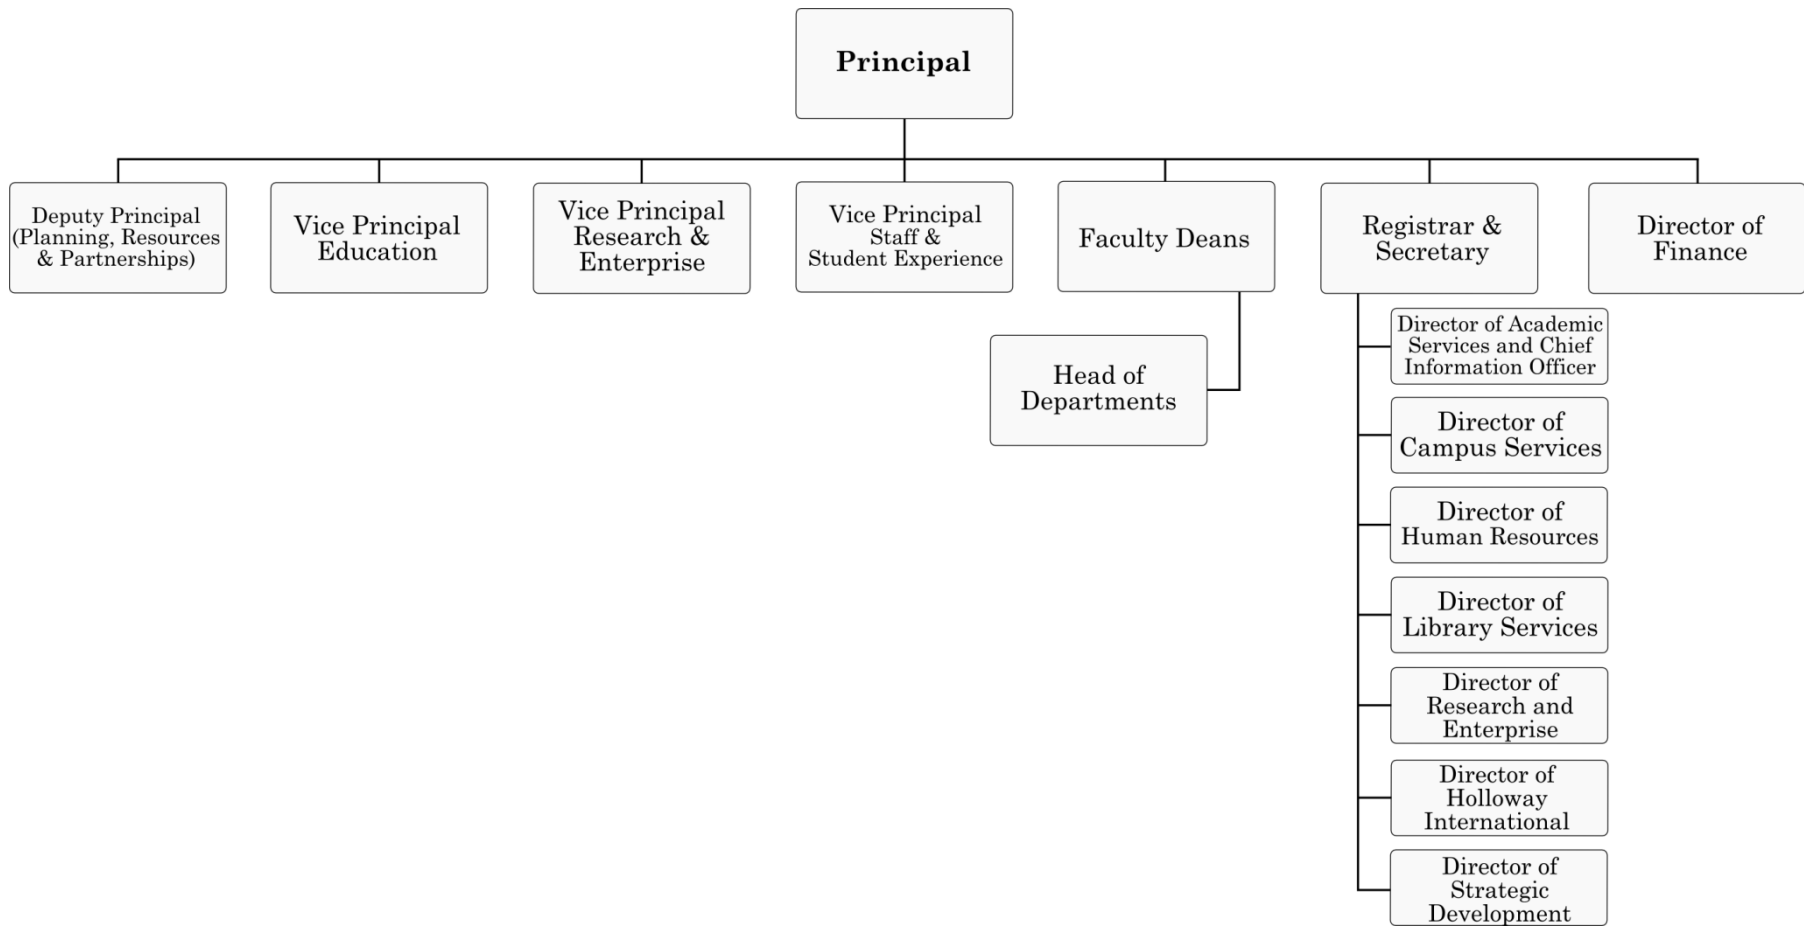 Principal
Deputy Principal
(Planning, Resources
& Partnerships)
Vice Principal
Education
Vice Principal
Research &
Enterprise
Vice Principal
Staff &
Student Experience
Faculty Deans
Registrar &
Secretary
Director of
Finance
Head of
Departments
Director of Academic
Services and Chief
Information Officer
Director of
Campus Services
Director of
Human Resources
Director of
Library Services
Director of
Research and
Enterprise
Director of
Holloway
International
Director of
Strategic
Development